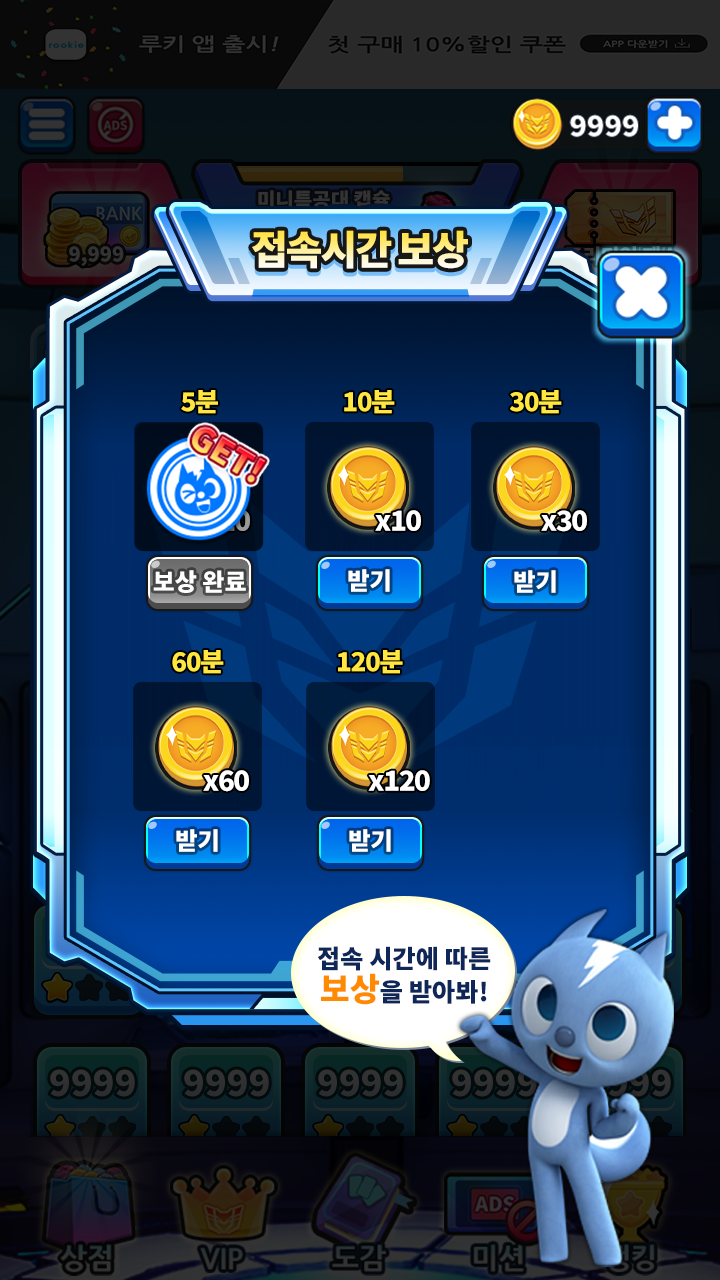 rookie
루키 앱 출시!
첫 구매 10%할인 쿠폰
APP 다운받기
ADS
9999
미니특공대 캡슐
BANK
9,999
접속시간 보상
5분
10분
30분
GET!
x10
x30
보상 완료
받기
받기
60분
120분
x60
x120
받기
받기
접속 시간에 따른
보상을 받아봐!
9999
9999
9999
9999
상점
VIP
도감
ADS
미션